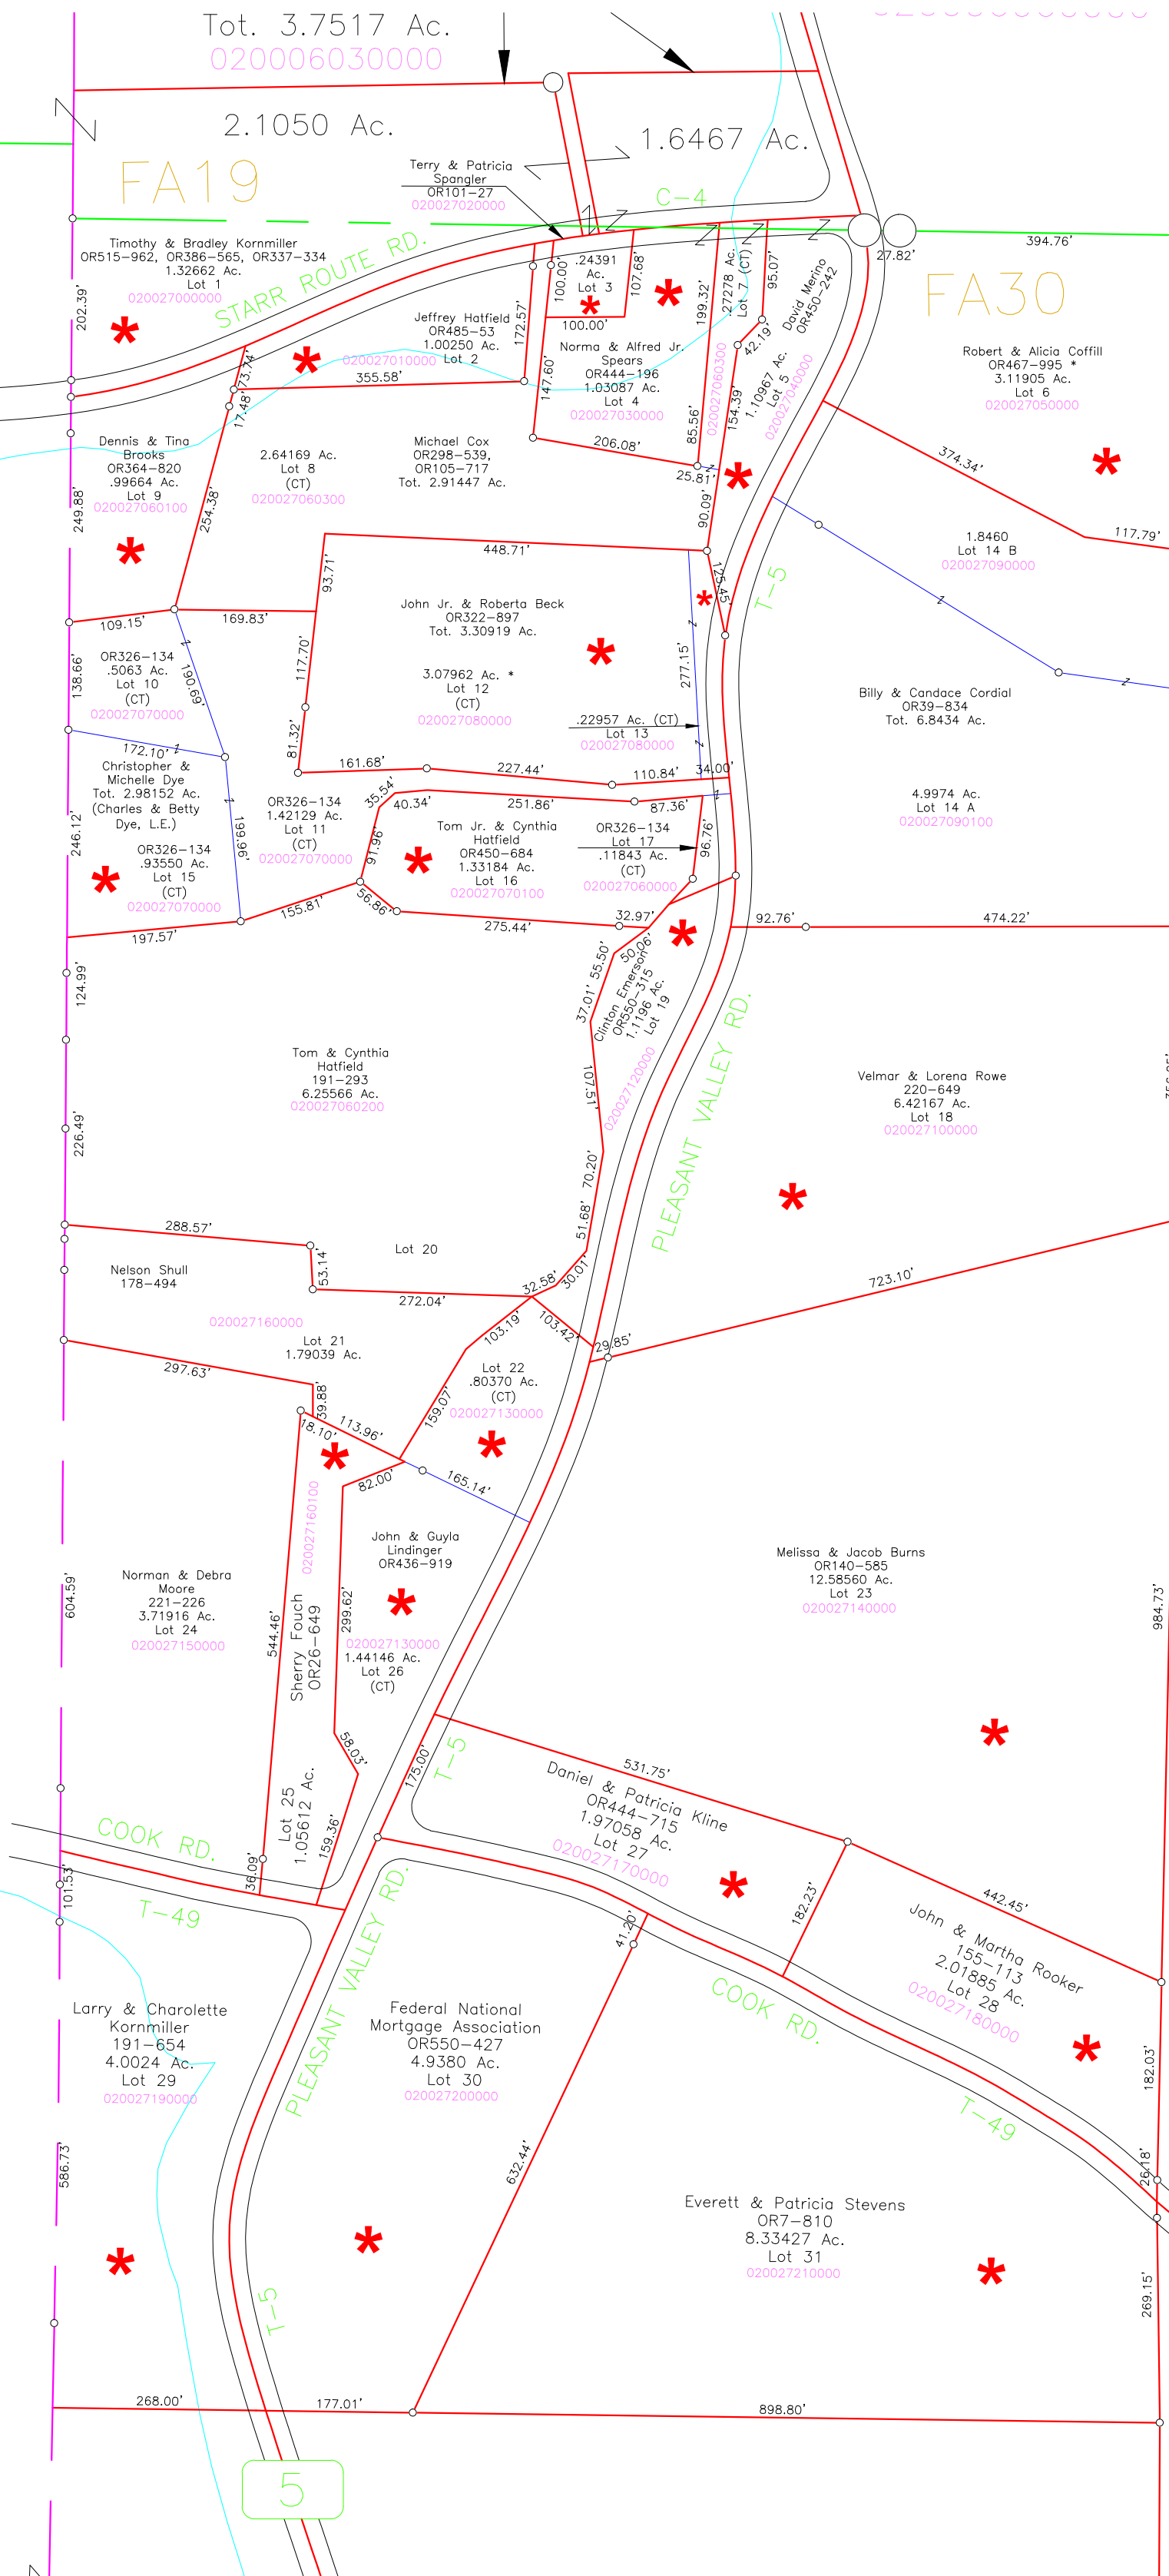 Tot. 3.7517 Ac.
020006030000
2.1050 Ac.
1.6467 Ac.
FA19
Terry & Patricia
Spangler
OR101-27
020027020000
C-4
394.76'
27.82'
FA30
Timothy & Bradley Kornmiller
OR515-962, OR386-565, OR337-334
1.32662 Ac.
Lot 1
020027000000
202.39'
STARR ROUTE RD.
.24391
Ac.
Lot 3
100.00'
107.68'
100.00'
172.57'
147.60'
199.32'
27278 Ac.
Lot 7 (CT)
95.07'
42.19'
David Merino
OR450-242
1.10967 Ac.
Lot 5
020027040000
Jeffrey Hatfield
OR485-53
1.00250 Ac.
Lot 2
020027010000
355.58'
73.74'
17.48'
Norma & Alfred Jr.
Spears
OR444-196
1.03087 Ac.
Lot 4
020027030000
206.08'
85.56'
25.81'
020027060300
154.39'
90.09'
Robert & Alicia Coffill
OR467-995 *
3.11905 Ac.
Lot 6
020027050000
374.34'
117.79'
Dennis & Tina
Brooks
OR364-820
.99664 Ac.
Lot 9
020027060100
249.88'
254.38'
2.64169 Ac.
Lot 8
(CT)
020027060300
Michael Cox
OR298-539,
OR105-717
Tot. 2.91447 Ac.
1.8460
Lot 14 B
020027090000
448.71'
93.71'
125.45'
T-5
109.15'
169.83'
John Jr. & Roberta Beck
OR322-897
Tot. 3.30919 Ac.
3.07962 Ac. *
Lot 12
(CT)
020027080000
277.15'
.22957 Ac. (CT)
Lot 13
020027080000
117.70'
81.32'
138.66'
OR326-134
.5063 Ac.
Lot 10
(CT)
020027070000
190.69'
172.10'
Billy & Candace Cordial
OR39-834
Tot. 6.8434 Ac.
4.9974 Ac.
Lot 14 A
020027090100
161.68'
227.44'
110.84'
34.00'
Christopher &
Michelle Dye
Tot. 2.98152 Ac.
(Charles & Betty
Dye, L.E.)
OR326-134
.93550 Ac.
Lot 15
(CT)
020027070000
246.12'
199.96'
197.57'
OR326-134
1.42129 Ac.
Lot 11
(CT)
020027070000
155.81'
35.54'
40.34'
251.86'
87.36'
91.96'
56.86'
Tom Jr. & Cynthia
Hatfield
OR450-684
1.33184 Ac.
Lot 16
020027070100
275.44'
32.97'
OR326-134
Lot 17
.11843 Ac.
(CT)
020027060000
96.76'
92.76'
474.22'
124.99'
50.06'
55.50'
37.01'
Clinton Emerson
OR550-315
1.1196 Ac.
Lot 19
020027120000
107.51'
70.20'
51.68'
30.01'
32.58'
PLEASANT VALLEY RD.
Tom & Cynthia
Hatfield
191-293
6.25566 Ac.
020027060200
226.49'
Velmar & Lorena Rowe
220-649
6.42167 Ac.
Lot 18
020027100000
288.57'
53.14'
Lot 20
272.04'
Nelson Shull
178-494
020027160000
Lot 21
1.79039 Ac.
297.63'
39.88'
723.10'
29.85'
103.19'
103.42'
159.07'
Lot 22
.80370 Ac.
(CT)
020027130000
18.10'
113.96'
82.00'
165.14'
John & Guyla
Lindinger
OR436-919
020027130000
1.44146 Ac.
Lot 26
(CT)
020027160100
Sherry Fouch
OR26-649
Lot 25
1.05612 Ac.
544.46'
299.62'
58.03'
159.36'
36.09'
Norman & Debra
Moore
221-226
3.71916 Ac.
Lot 24
020027150000
604.59'
Melissa & Jacob Burns
OR140-585
12.58560 Ac.
Lot 23
020027140000
984.73'
175.00'
T-5
531.75'
Daniel & Patricia Kline
OR444-715
1.97058 Ac.
Lot 27
020027170000
182.23'
442.45'
COOK RD.
T-49
101.53'
41.20'
John & Martha Rooker
155-113
2.01885 Ac.
Lot 28
020027180000
182.03'
26.18'
COOK RD.
T-49
PLEASANT VALLEY RD.
Larry & Charolette
Kornmiller
191-654
4.0024 Ac.
Lot 29
020027190000
586.73'
Federal National
Mortgage Association
OR550-427
4.9380 Ac.
Lot 30
020027200000
632.44'
Everett & Patricia Stevens
OR7-810
8.33427 Ac.
Lot 31
020027210000
269.15'
T-5
268.00'
177.01'
898.80'
5